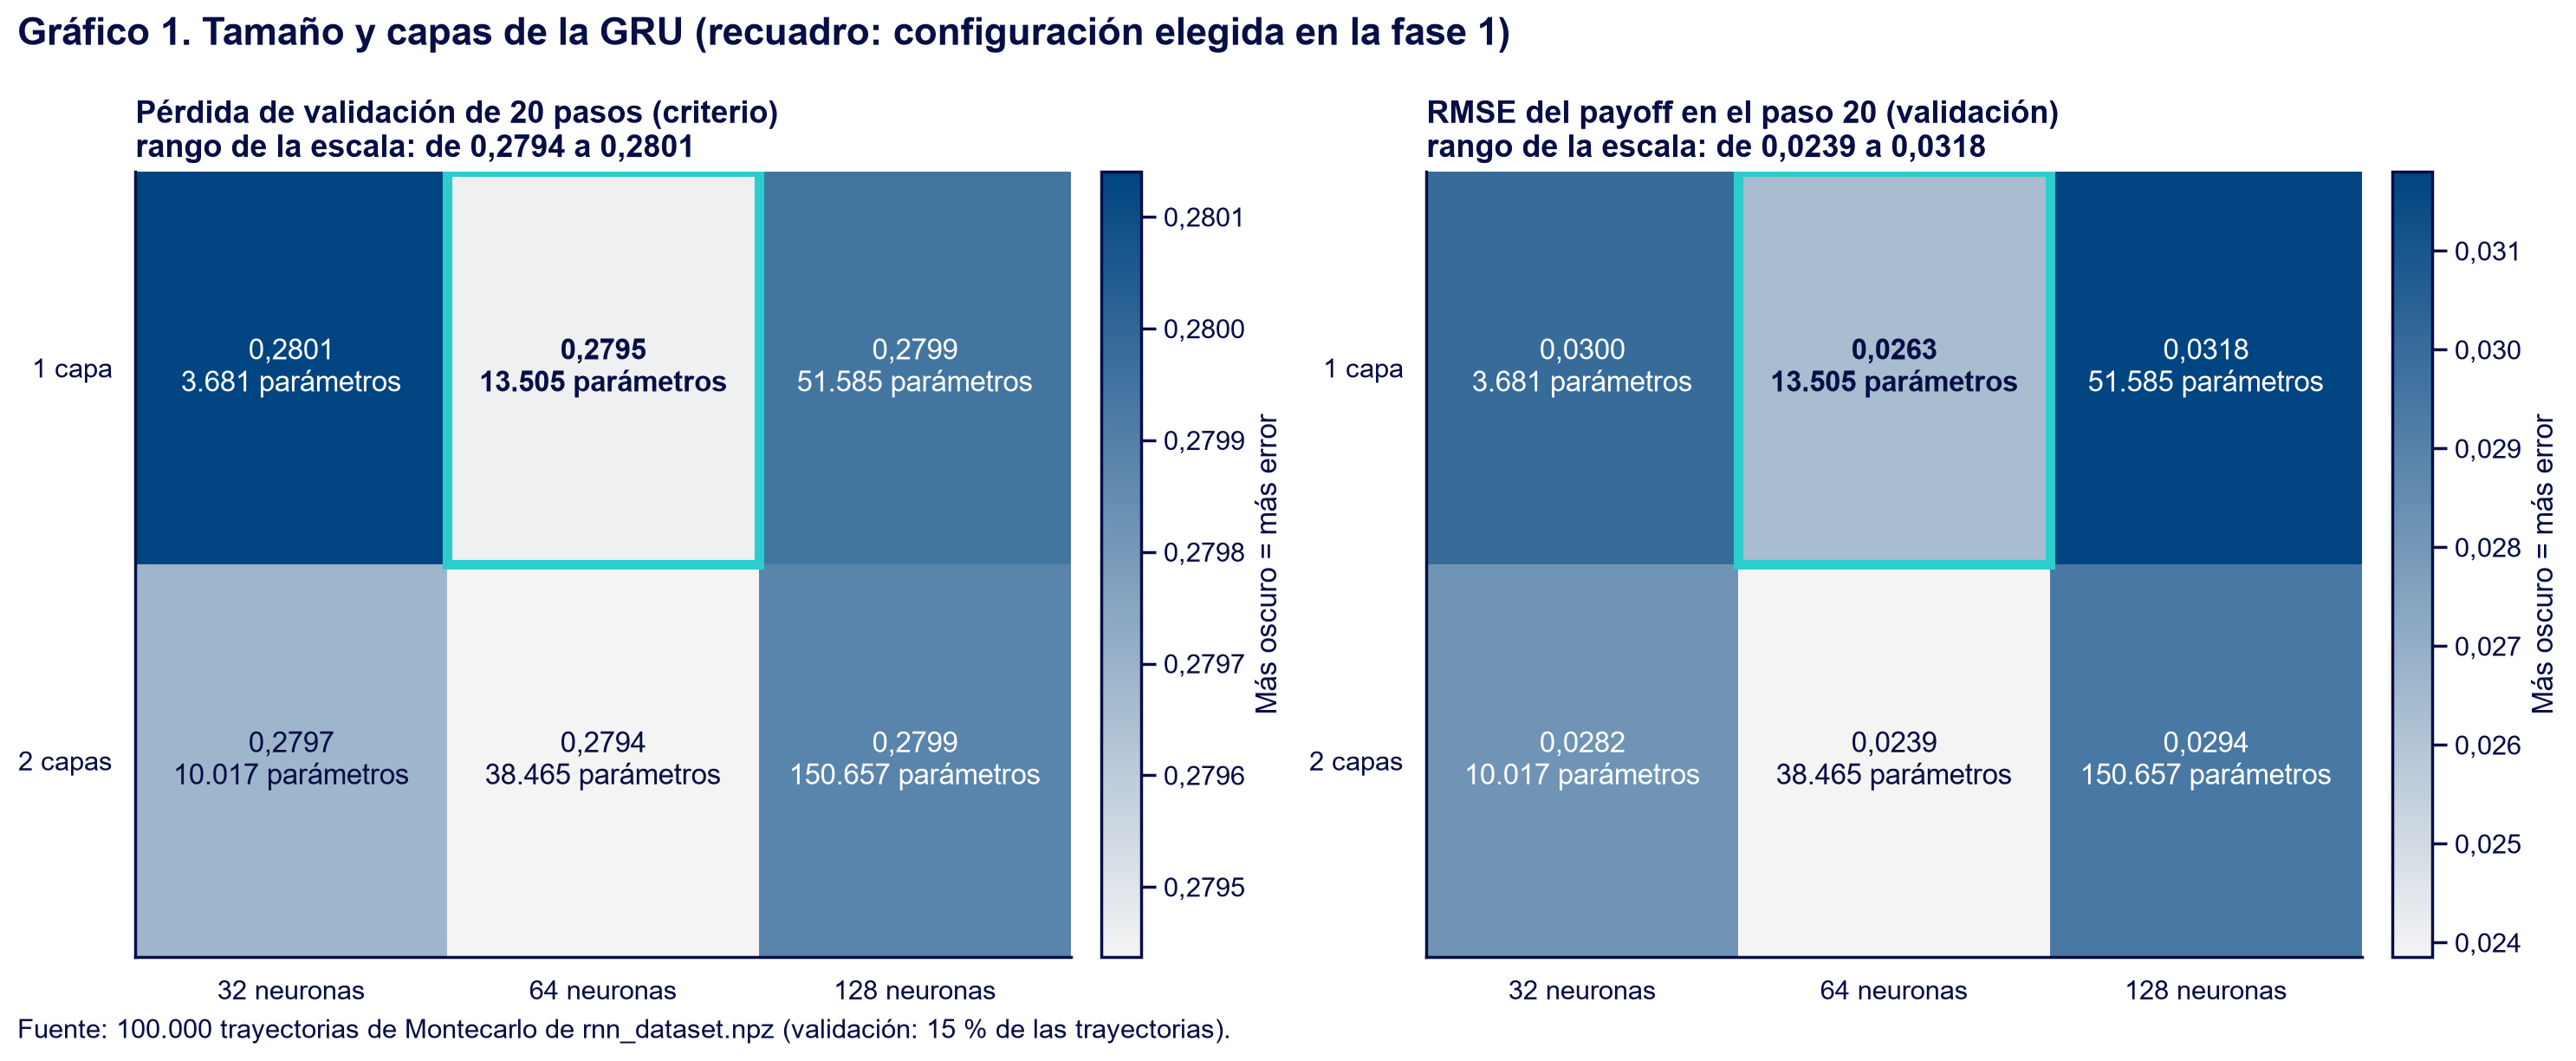 Gráfico 1. Tamaño y capas de la GRU (recuadro: configuración elegida en la fase 1)
Pérdida de validación de 20 pasos (criterio)
rango de la escala: de 0,2794 a 0,2801
1 capa
2 capas
0,2801
3.681 parámetros
0,2795
13.505 parámetros
0,2799
51.585 parámetros
0,2797
10.017 parámetros
0,2794
38.465 parámetros
0,2799
150.657 parámetros
32 neuronas
64 neuronas
128 neuronas
0,2801
0,2800
0,2799
0,2798
0,2797
0,2796
0,2795
Más oscuro = más error
RMSE del payoff en el paso 20 (validación)
rango de la escala: de 0,0239 a 0,0318
1 capa
2 capas
0,0300
3.681 parámetros
0,0263
13.505 parámetros
0,0318
51.585 parámetros
0,0282
10.017 parámetros
0,0239
38.465 parámetros
0,0294
150.657 parámetros
32 neuronas
64 neuronas
128 neuronas
0,031
0,030
0,029
0,028
0,027
0,026
0,025
0,024
Más oscuro = más error
Fuente: 100.000 trayectorias de Montecarlo de rnn_dataset.npz (validación: 15 % de las trayectorias).